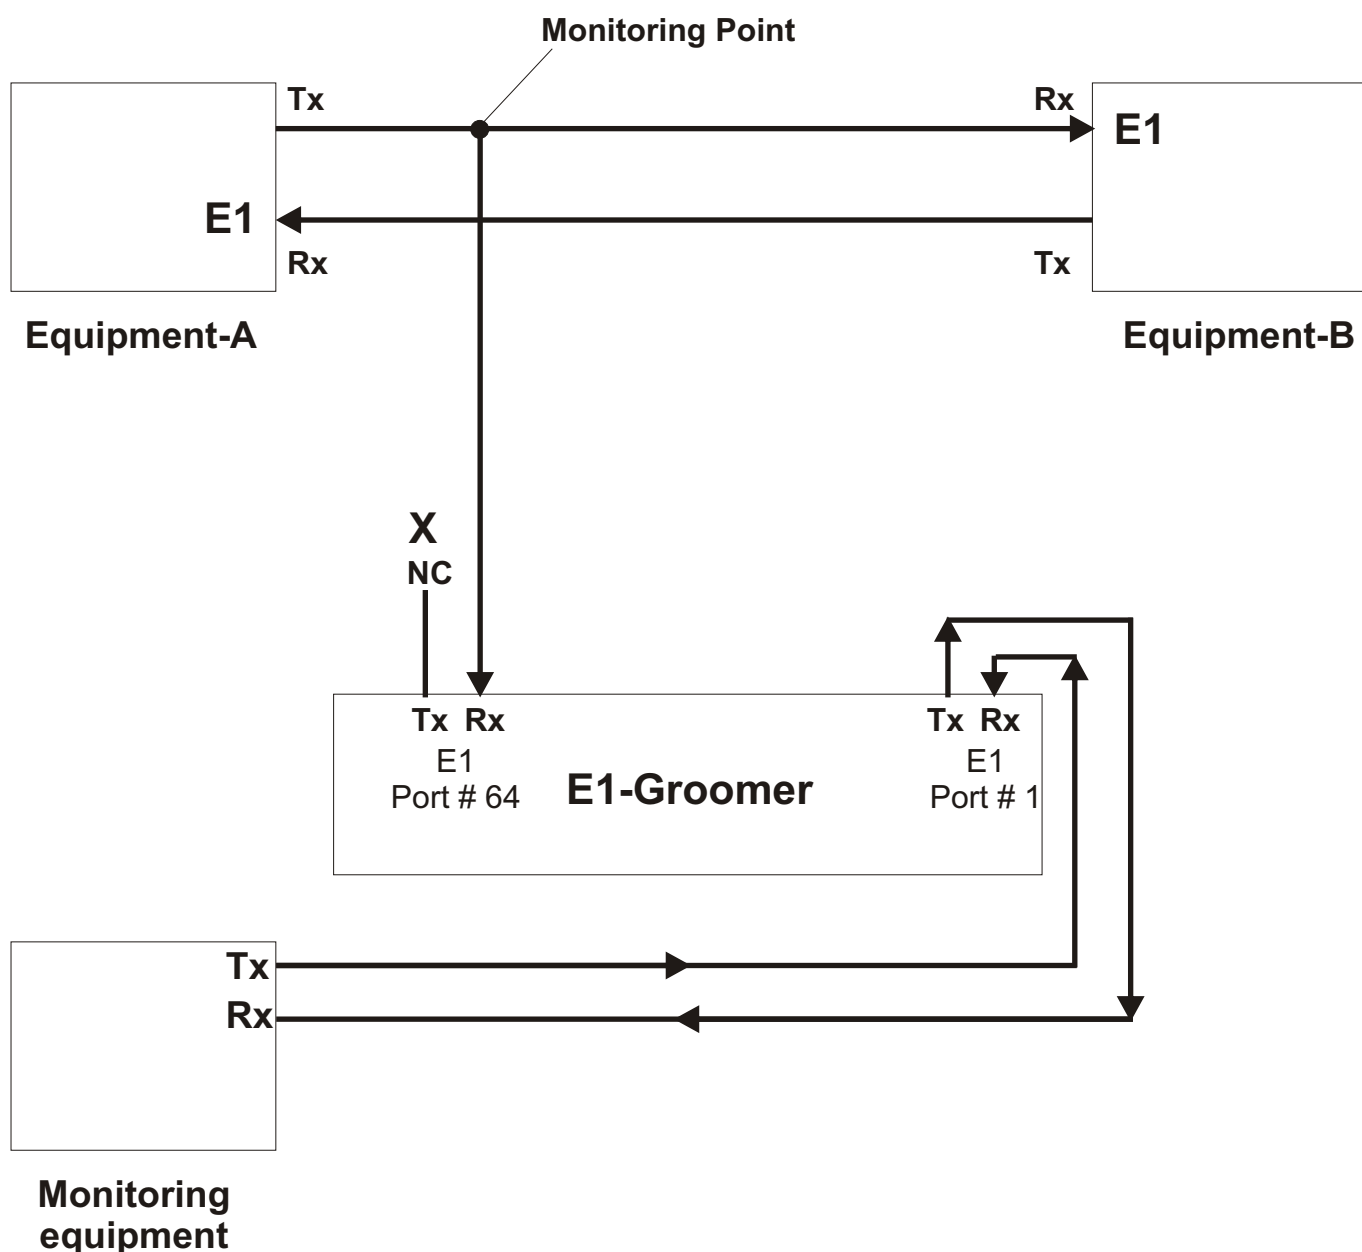 Monitoring Point
Tx
Rx
E1
E1
Rx
Tx
Equipment-A
Equipment-B
X
NC
Tx Rx
Tx Rx
E1
Port # 64
E1-Groomer
E1
Port # 1
Tx
Rx
Monitoring
equipment